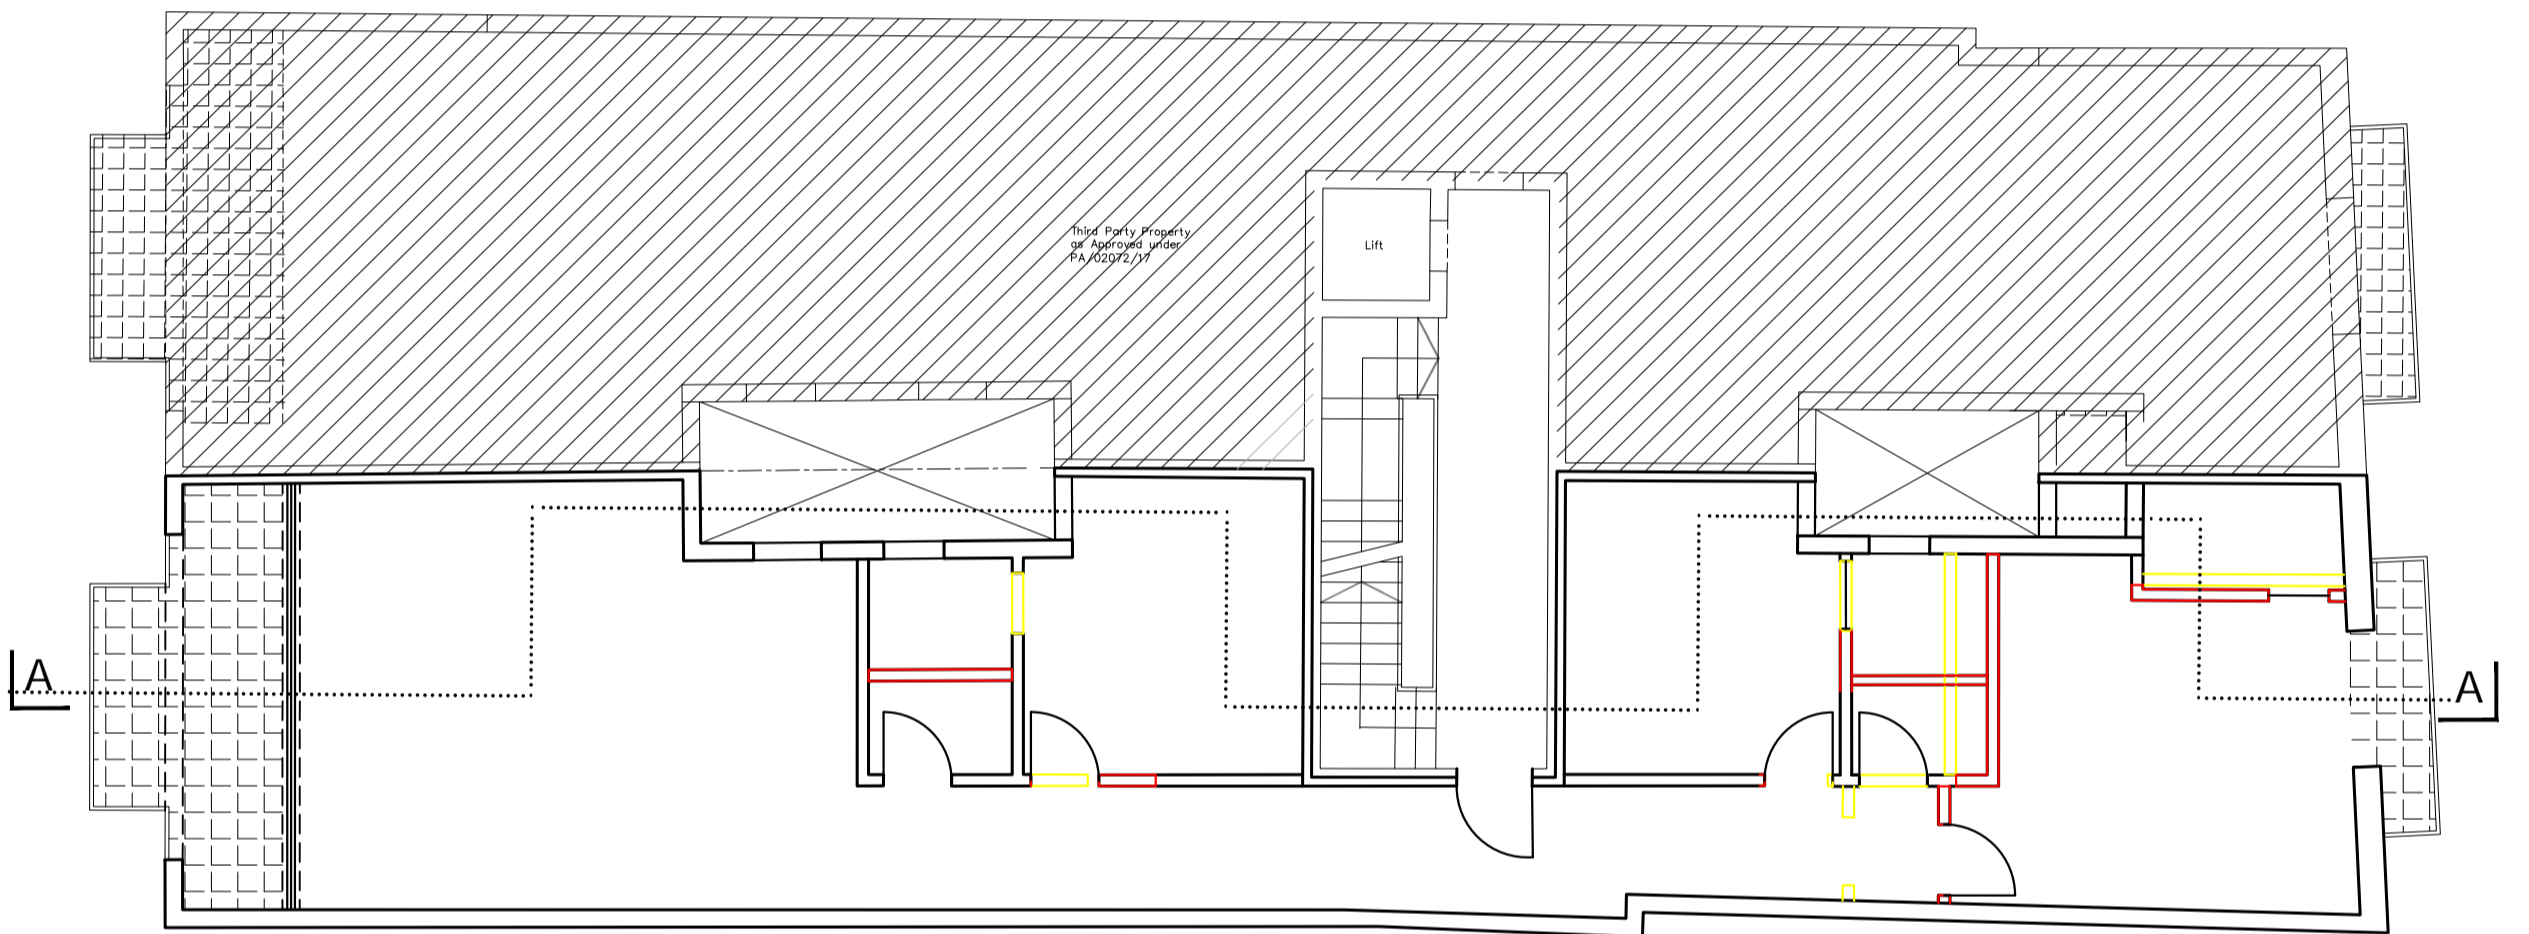 Third Party Property
as Approved under
PA/02072/17
Lift
A
A